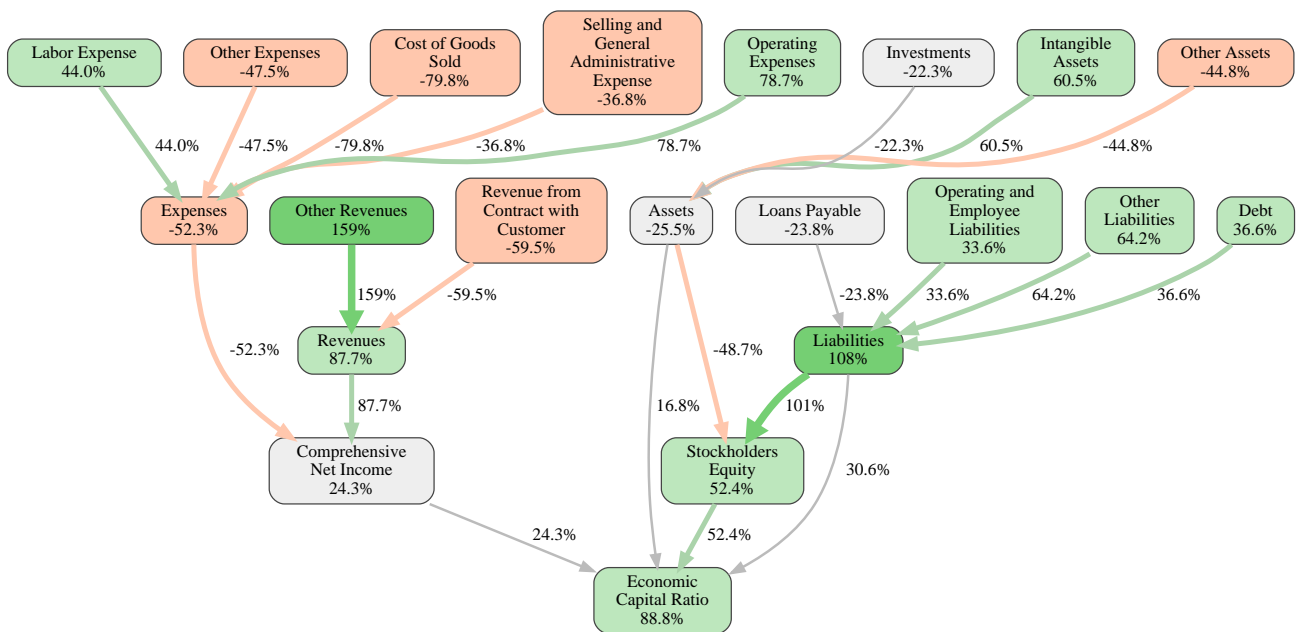 Labor Expense
44.0%
Other Expenses
-47.5%
Cost of Goods
Sold
-79.8%
Selling and
General
Administrative
Expense
-36.8%
Operating
Expenses
78.7%
Investments
-22.3%
Intangible
Assets
60.5%
Other Assets
-44.8%
44.0%
-47.5%
-79.8%
-36.8%
78.7%
-22.3%
60.5%
-44.8%
Expenses
-52.3%
Other Revenues
159%
Revenue from
Contract with
Customer
-59.5%
Assets
-25.5%
Loans Payable
-23.8%
Operating and
Employee
Liabilities
33.6%
Other
Liabilities
64.2%
Debt
36.6%
159%
-59.5%
-23.8%
33.6%
64.2%
36.6%
-52.3%
Revenues
87.7%
-48.7%
Liabilities
108%
87.7%
16.8%
101%
Comprehensive
Net Income
24.3%
Stockholders
Equity
52.4%
30.6%
24.3%
52.4%
Economic
Capital Ratio
88.8%